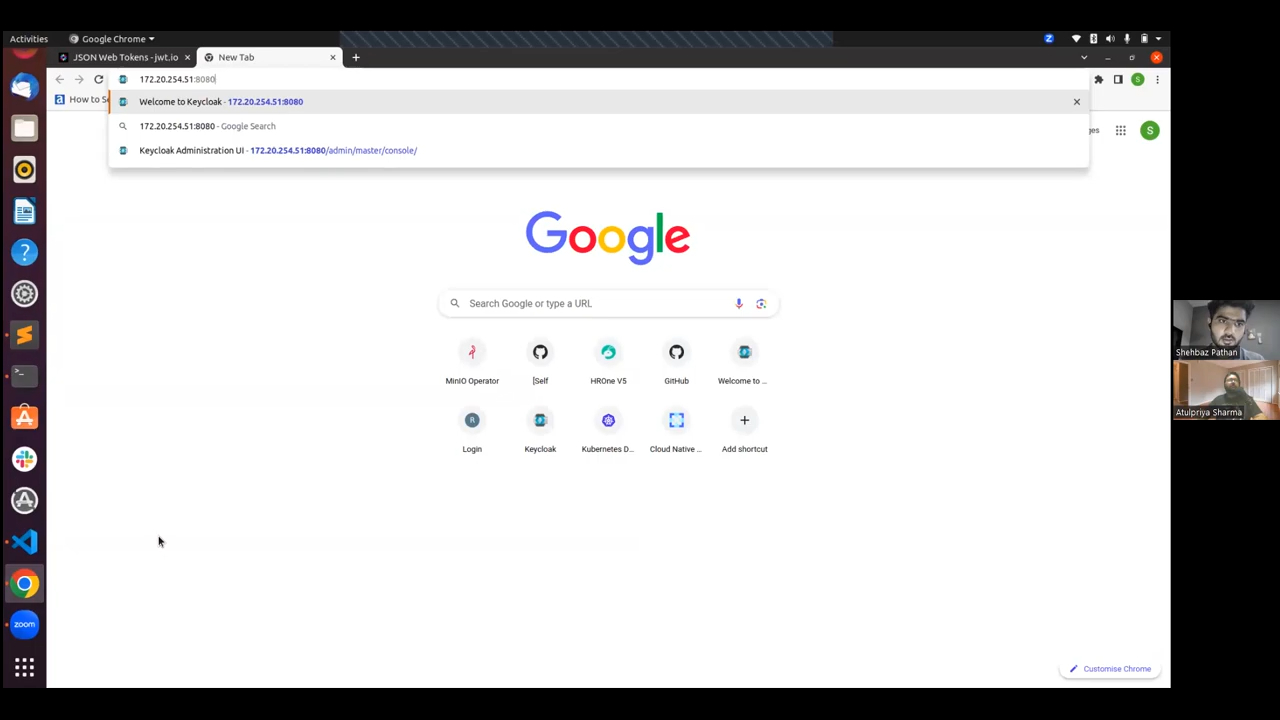 Activities
Google Chrome
JSON Web Tokens - jwt.io
New Tab
172.20.254.51:8080
How to S
Welcome to Keycloak - 172.20.254.51:8080
172.20.254.51:8080 - Google Search
Keycloak Administration UI - 172.20.254.51:8080/admin/master/console/
ges
S
S
Google
Search Google or type a URL
MinIO Operator
[Self
HROne V5
GitHub
Welcome to ...
R
Login
Keycloak
Kubernetes D...
Cloud Native ...
Add shortcut
Shehbaz Pathan
Atulpriya Sharma
zoom
Customise Chrome